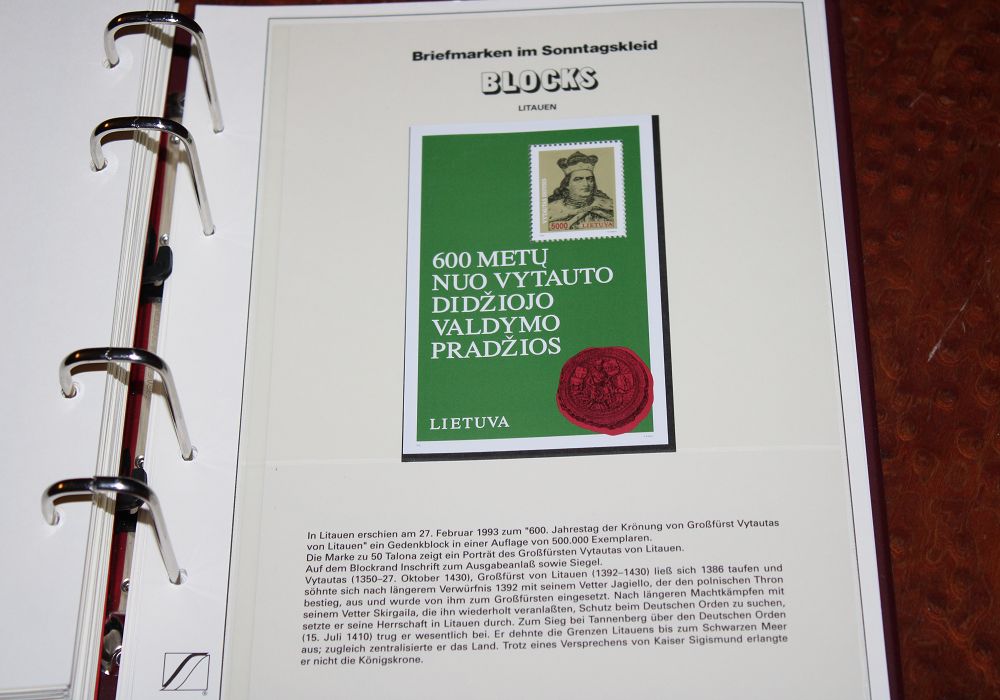 Briefmarken im Sonntagskleid
BLOCKS
LITAUEN
5000 LIETUVA
600 METŲ
NUO VYTAUTO
DIDŽIOJO
VALDYMO
PRADŽIOS
LIETUVA
In Litauen erschien am 27. Februar 1993 zum "600. Jahrestag der Krönung von Großfürst Vytautas
von Litauen" ein Gedenkblock in einer Auflage von 500.000 Exemplaren.
Die Marke zu 50 Talona zeigt ein Porträt des Großfürsten Vytautas von Litauen.
Auf dem Blockrand Inschrift zum Ausgabeanlaß sowie Siegel.
Vytautas (1350–27. Oktober 1430), Großfürst von Litauen (1392–1430) ließ sich 1386 taufen und
söhnte sich nach längerem Verwürfnis 1392 mit seinem Vetter Jagiello, der den polnischen Thron
bestieg, aus und wurde von ihm zum Großfürsten eingesetzt. Nach längeren Machtkämpfen mit
seinem Vetter Skirgaila, die ihn wiederholt veranlaßten, Schutz beim Deutschen Orden zu suchen,
setzte er seine Herrschaft in Litauen durch. Zum Sieg bei Tannenberg über den Deutschen Orden
(15. Juli 1410) trug er wesentlich bei. Er dehnte die Grenzen Litauens bis zum Schwarzen Meer
aus; zugleich zentralisierte er das Land. Trotz eines Versprechens von Kaiser Sigismund erlangte
er nicht die Königskrone.